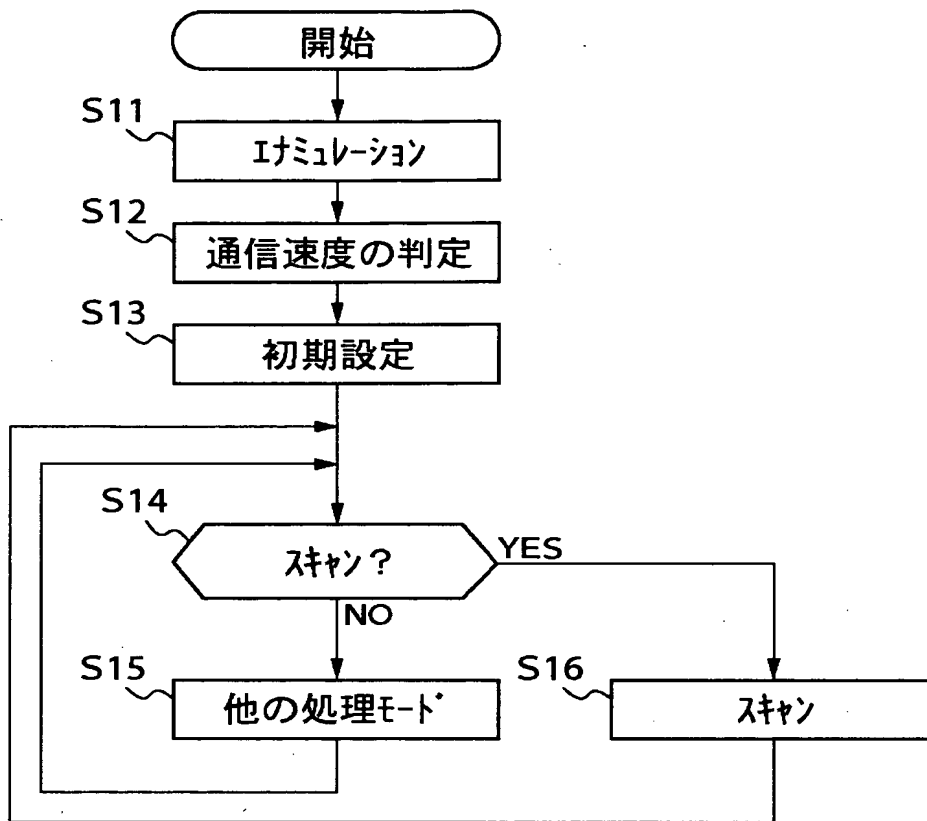 開始
S11
エナミュレーション
S12
通信速度の判定
S13
初期設定
S14
スキャン?
YES
NO
S15
他の処理モード
S16
スキャン